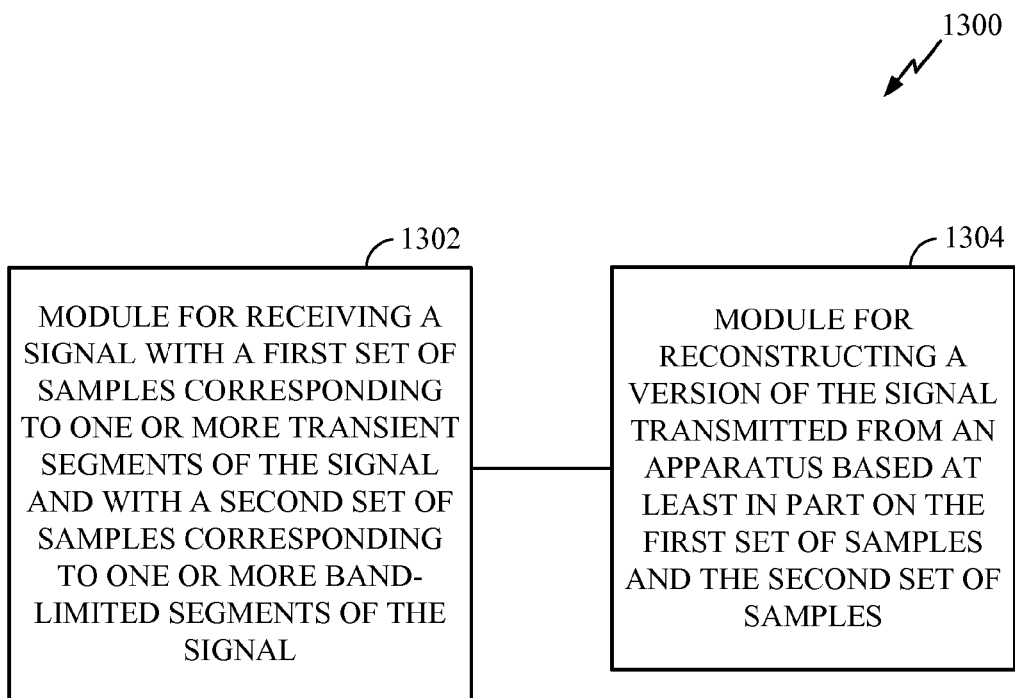 1300
1302
MODULE FOR RECEIVING A
SIGNAL WITH A FIRST SET OF
SAMPLES CORRESPONDING
TO ONE OR MORE TRANSIENT
SEGMENTS OF THE SIGNAL
AND WITH A SECOND SET OF
SAMPLES CORRESPONDING
TO ONE OR MORE BAND-
LIMITED SEGMENTS OF THE
SIGNAL
1304
MODULE FOR
RECONSTRUCTING A
VERSION OF THE SIGNAL
TRANSMITTED FROM AN
APPARATUS BASED AT
LEAST IN PART ON THE
FIRST SET OF SAMPLES
AND THE SECOND SET OF
SAMPLES